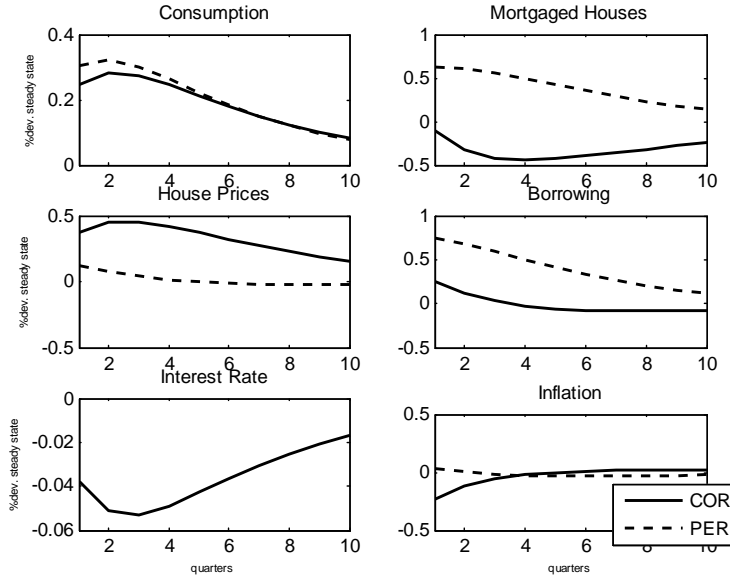 Consumption
0.4
0.2
0
%dev. steady state
2 4 6 8 10
Mortgaged Houses
1
0.5
0
-0.5
2 4 6 8 10
House Prices
0.5
0
-0.5
%dev. steady state
2 4 6 8 10
Borrowing
1
0.5
0
-0.5
2 4 6 8 10
Interest Rate
0
-0.02
-0.04
-0.06
%dev. steady state
2 4 6 8 10
quarters
Inflation
0.5
0
-0.5
2 4 6 8 10
quarters
COR
PER